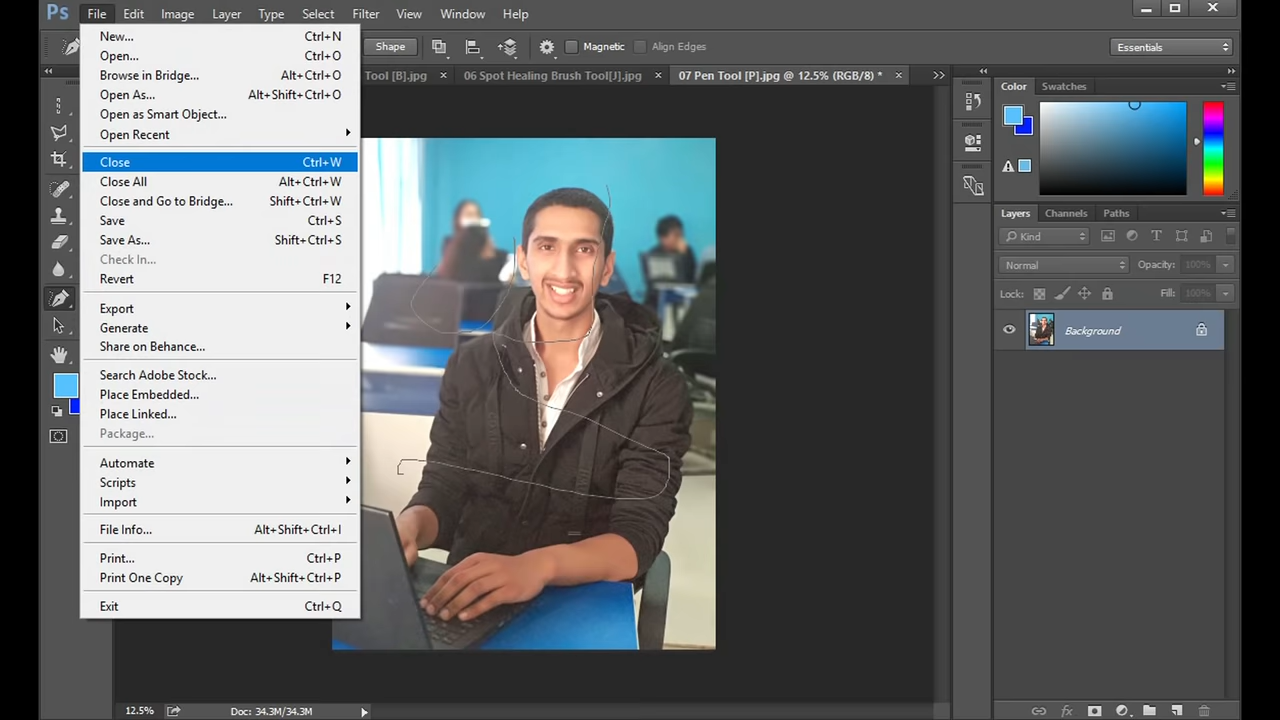 Ps File Edit Image Layer Type Select Filter View Window Help
Shape Magnetic Align Edges Essentials
Tool [B].jpg × 06 Spot Healing Brush Tool[J].jpg × 07 Pen Tool [P].jpg @ 12.5% (RGB/8) * ×
New... Ctrl+N
Open... Ctrl+O
Browse in Bridge... Alt+Ctrl+O
Open As... Alt+Shift+Ctrl+O
Open as Smart Object...
Open Recent
Close Ctrl+W
Close All Alt+Ctrl+W
Close and Go to Bridge... Shift+Ctrl+W
Save Ctrl+S
Save As... Shift+Ctrl+S
Check In...
Revert F12
Export
Generate
Share on Behance...
Search Adobe Stock...
Place Embedded...
Place Linked...
Package...
Automate
Scripts
Import
File Info... Alt+Shift+Ctrl+I
Print... Ctrl+P
Print One Copy Alt+Shift+Ctrl+P
Exit Ctrl+Q
Color Swatches
Layers Channels Paths
Kind
Normal Opacity: 100%
Lock: Fill: 100%
Background
fx
12.5% Doc: 34.3M/34.3M